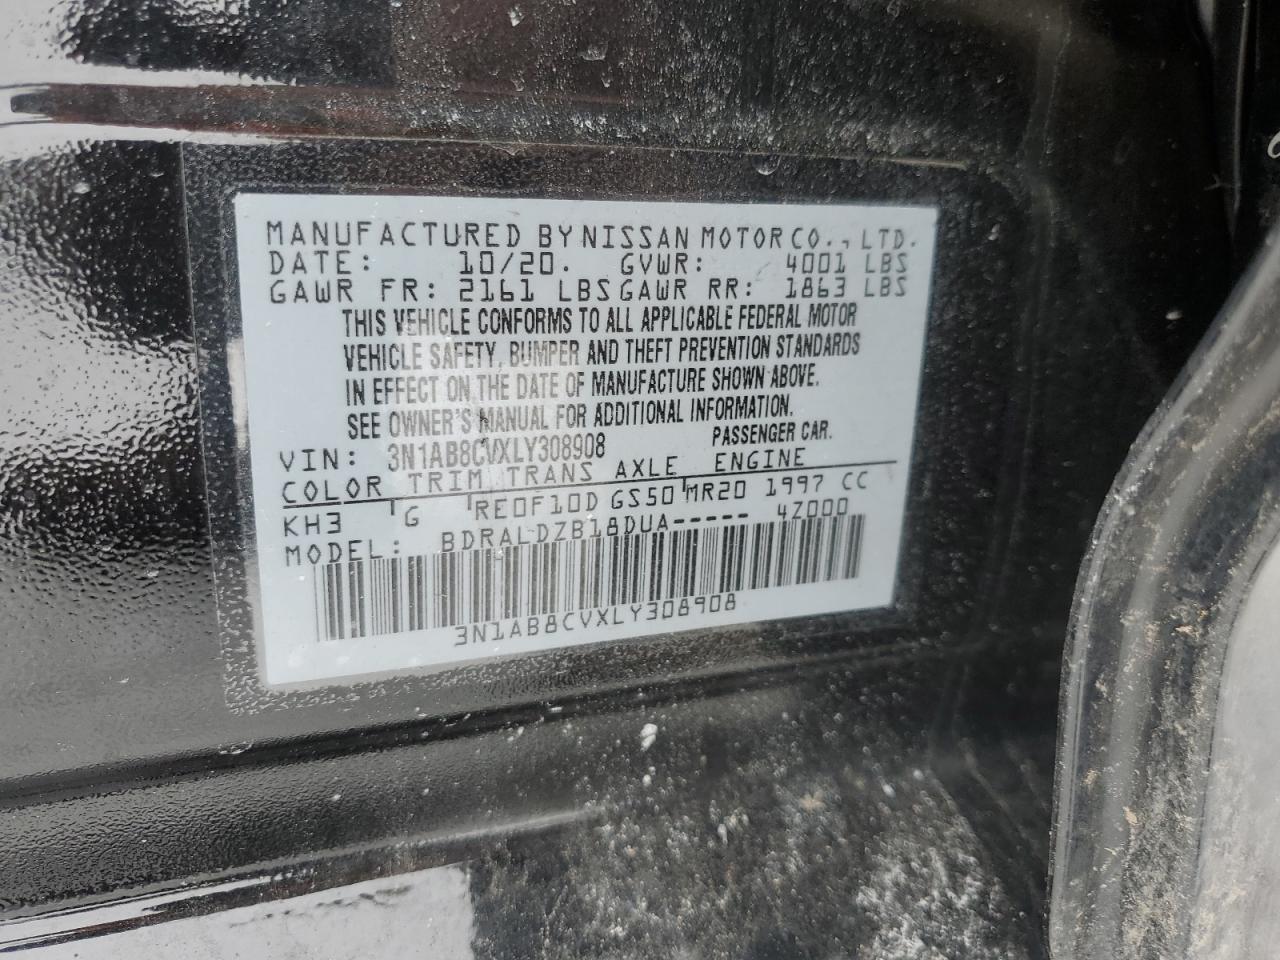 MANUFACTURED BY NISSAN MOTOR CO., LTD.
DATE: 10/20. GVWR: 4001 LBS
GAWR FR: 2161 LBS GAWR RR: 1863 LBS
THIS VEHICLE CONFORMS TO ALL APPLICABLE FEDERAL MOTOR
VEHICLE SAFETY, BUMPER AND THEFT PREVENTION STANDARDS
IN EFFECT ON THE DATE OF MANUFACTURE SHOWN ABOVE.
SEE OWNER'S MANUAL FOR ADDITIONAL INFORMATION.
VIN: 3N1AB8CVXLY308908 PASSENGER CAR.
COLOR TRIM TRANS AXLE ENGINE
KH3 G RE0F10D GS50 MR20 1997 CC
MODEL: BDRALDZB18DUA----- 4Z000
3N1AB8CVXLY308908